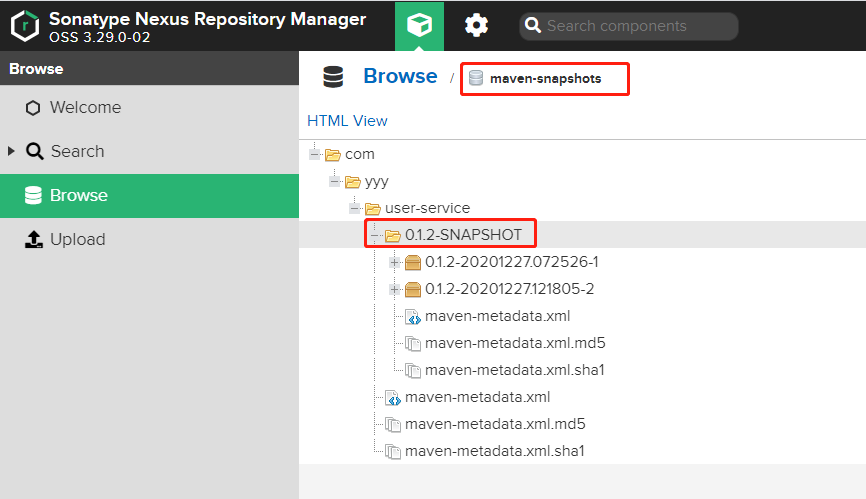 Sonatype Nexus Repository Manager
OSS 3.29.0-02
Search components
Browse
Welcome
Search
Browse
Upload
Browse / maven-snapshots
HTML View
com
yyy
user-service
0.1.2-SNAPSHOT
0.1.2-20201227.072526-1
0.1.2-20201227.121805-2
maven-metadata.xml
maven-metadata.xml.md5
maven-metadata.xml.sha1
maven-metadata.xml
maven-metadata.xml.md5
maven-metadata.xml.sha1